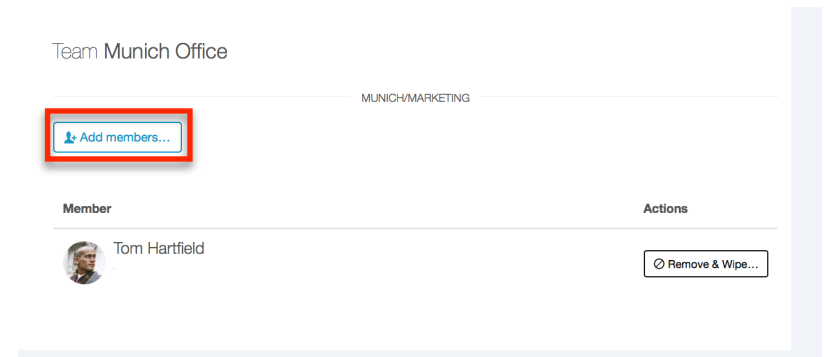 Team Munich Office
MUNICH/MARKETING
Add members...
Member Actions
Tom Hartfield
Remove & Wipe...